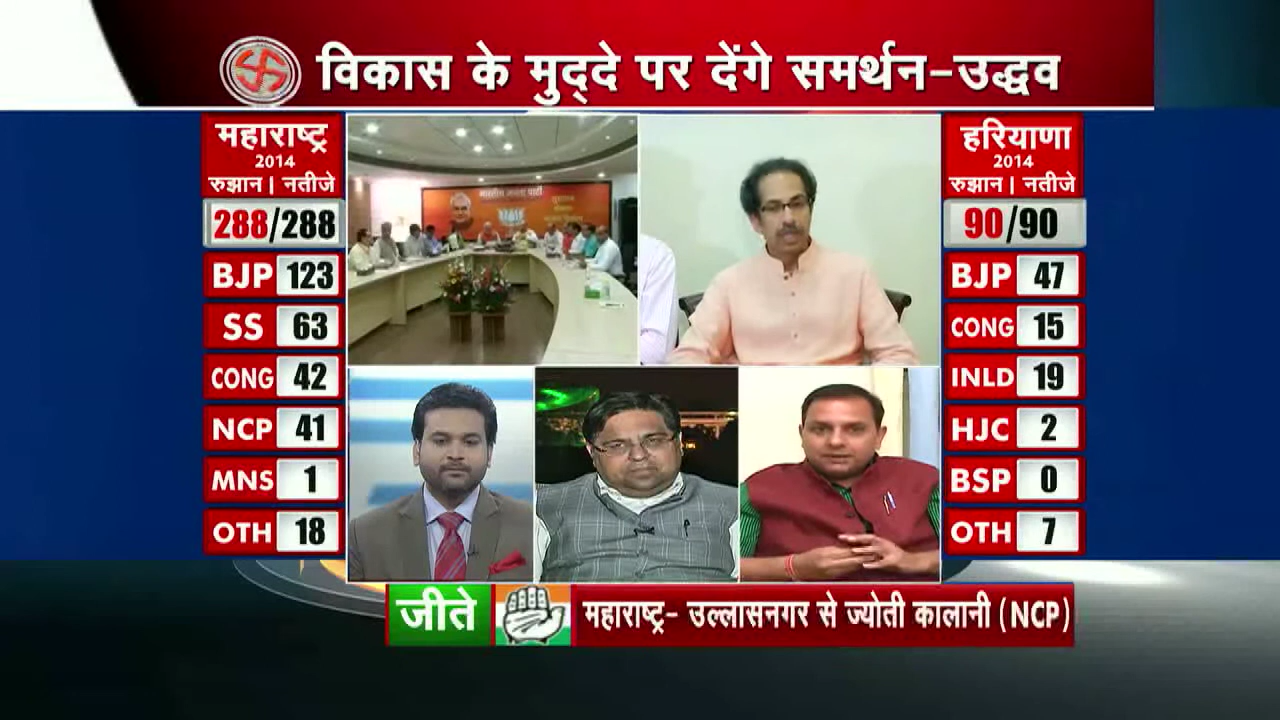 विकास के मुद्दे पर देंगे समर्थन-उद्धव
महाराष्ट्र
2014
रुझान | नतीजे
288/288
BJP 123
SS 63
CONG 42
NCP 41
MNS 1
OTH 18
भारतीय जनता पार्टी
हरियाणा
2014
रुझान | नतीजे
90/90
BJP 47
CONG 15
INLD 19
HJC 2
BSP 0
OTH 7
जीते
महाराष्ट्र- उल्लासनगर से ज्योती कालानी (NCP)